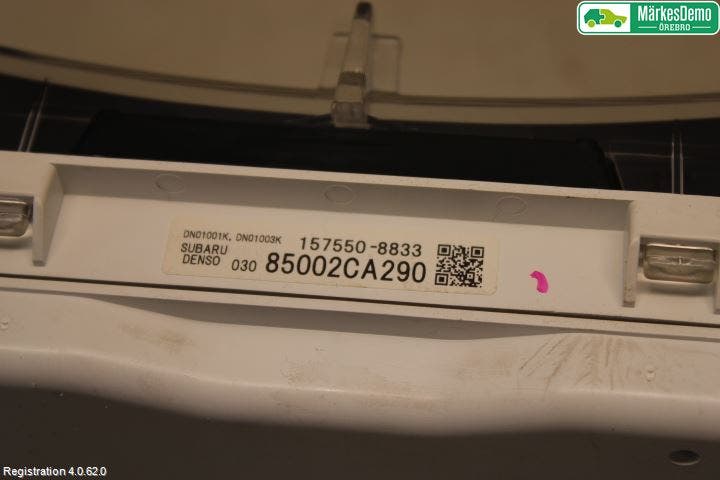 MärkesDemo
ÖREBRO
DN01001K, DN01003K 157550-8833
SUBARU
DENSO 030 85002CA290
Registration 4.0.62.0